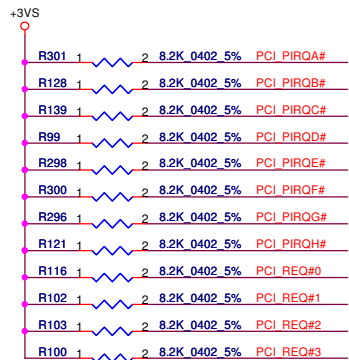 +3VS
R301 1 2 8.2K_0402_5% PCI_PIRQA#
R128 1 2 8.2K_0402_5% PCI_PIRQB#
R139 1 2 8.2K_0402_5% PCI_PIRQC#
R99 1 2 8.2K_0402_5% PCI_PIRQD#
R298 1 2 8.2K_0402_5% PCI_PIRQE#
R300 1 2 8.2K_0402_5% PCI_PIRQF#
R296 1 2 8.2K_0402_5% PCI_PIRQG#
R121 1 2 8.2K_0402_5% PCI_PIRQH#
R116 1 2 8.2K_0402_5% PCI_REQ#0
R102 1 2 8.2K_0402_5% PCI_REQ#1
R103 1 2 8.2K_0402_5% PCI_REQ#2
R100 1 2 8.2K_0402_5% PCI_REQ#3